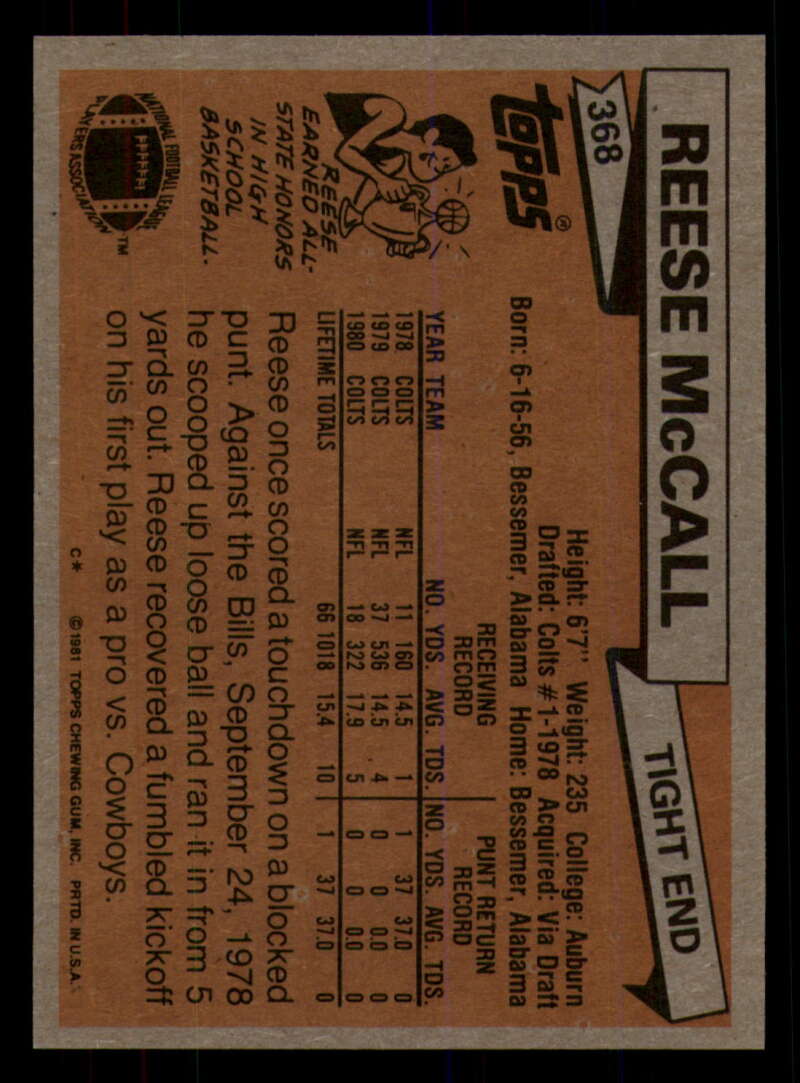 REESE McCALL
TIGHT END
368
topps®
Height: 6'7" Weight: 235 College: Auburn
Drafted: Colts #1-1978 Acquired: Via Draft
Born: 6-16-56, Bessemer, Alabama Home: Bessemer, Alabama
RECEIVING RECORD PUNT RETURN RECORD
YEAR TEAM NO. YDS. AVG. TDS. NO. YDS. AVG. TDS.
1978 COLTS NFL 11 160 14.5 1 1 37 37.0 0
1979 COLTS NFL 37 536 14.5 4 0 0 0.0 0
1980 COLTS NFL 18 322 17.9 5 0 0 0.0 0
LIFETIME TOTALS 66 1018 15.4 10 1 37 37.0 0
REESE
EARNED ALL-
STATE HONORS
IN HIGH
SCHOOL
BASKETBALL.
Reese once scored a touchdown on a blocked
punt. Against the Bills, September 24, 1978
he scooped up loose ball and ran it in from 5
yards out. Reese recovered a fumbled kickoff
on his first play as a pro vs. Cowboys.
NATIONAL FOOTBALL LEAGUE
PLAYERS ASSOCIATION
™
C* ©1981 TOPPS CHEWING GUM, INC. PRTD. IN U.S.A.